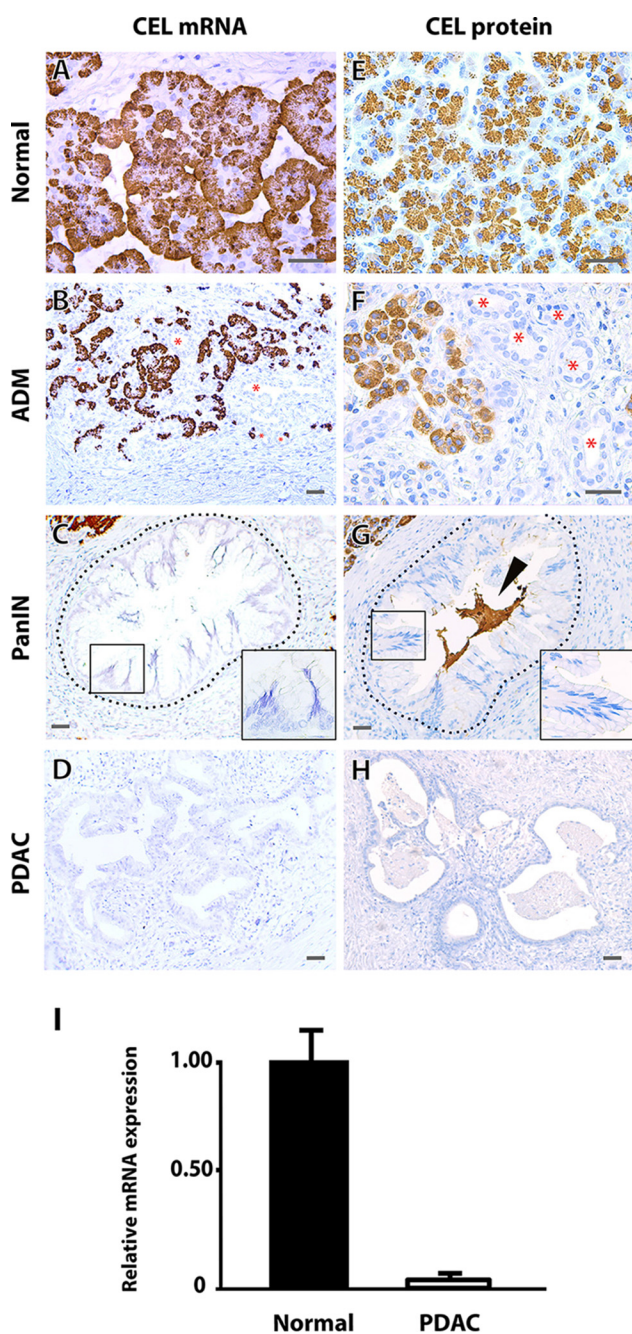 CEL mRNA CEL protein
Normal
A E
ADM
B F
* * * * * * * * * *
PanIN
C G
PDAC
D H
I
Relative mRNA expression
1.00
0.50
0
Normal PDAC